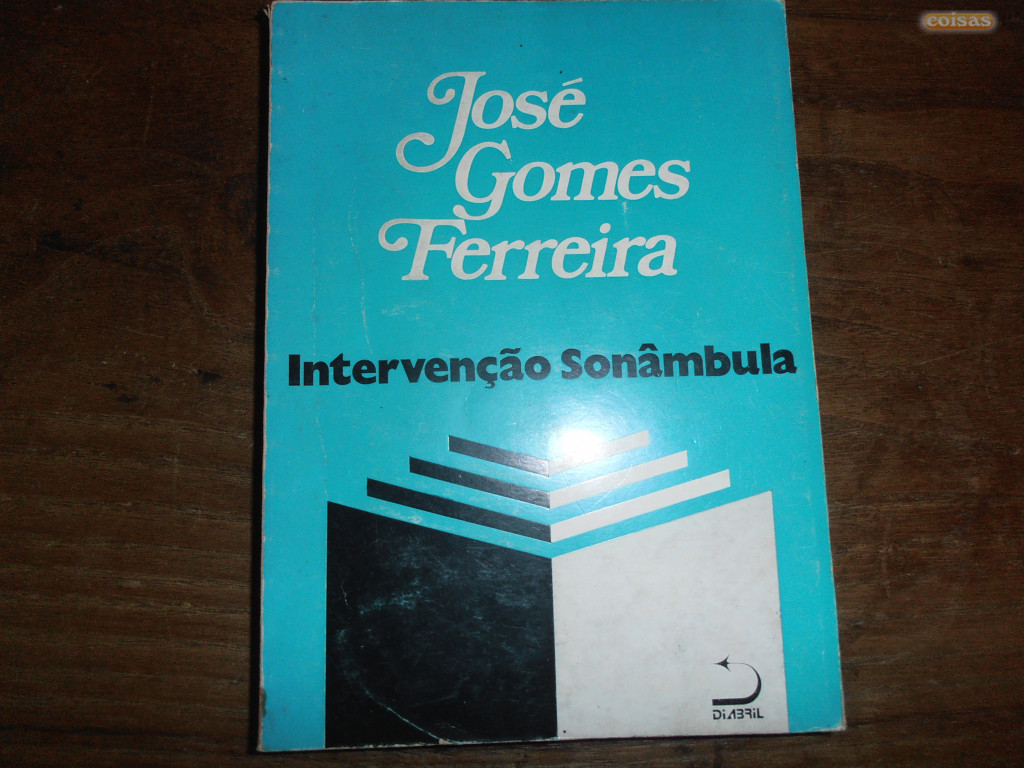 coisas
José
Gomes
Ferreira
Intervenção Sonâmbula
DIABRIL